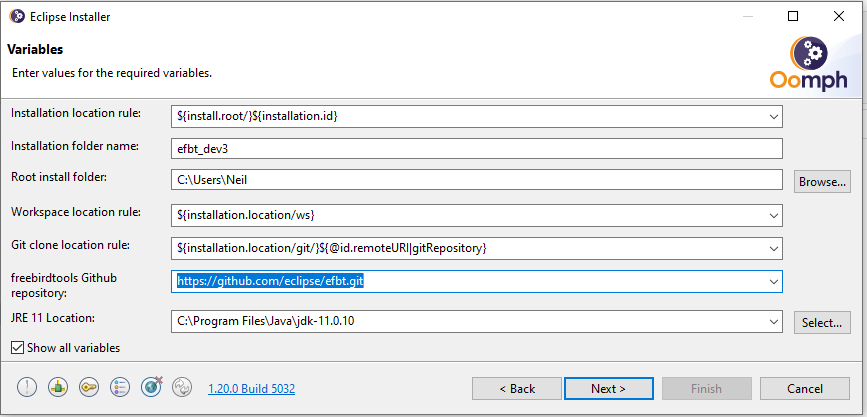 Eclipse Installer
Variables
Enter values for the required variables.
Oomph
Installation location rule: ${install.root/}${installation.id}
Installation folder name: efbt_dev3
Root install folder: C:\Users\Neil Browse...
Workspace location rule: ${installation.location/ws}
Git clone location rule: ${installation.location/git/}${@id.remoteURI|gitRepository}
freebirdtools Github https://github.com/eclipse/efbt.git
repository:
JRE 11 Location: C:\Program Files\Java\jdk-11.0.10 Select...
Show all variables
1.20.0 Build 5032 < Back Next > Finish Cancel